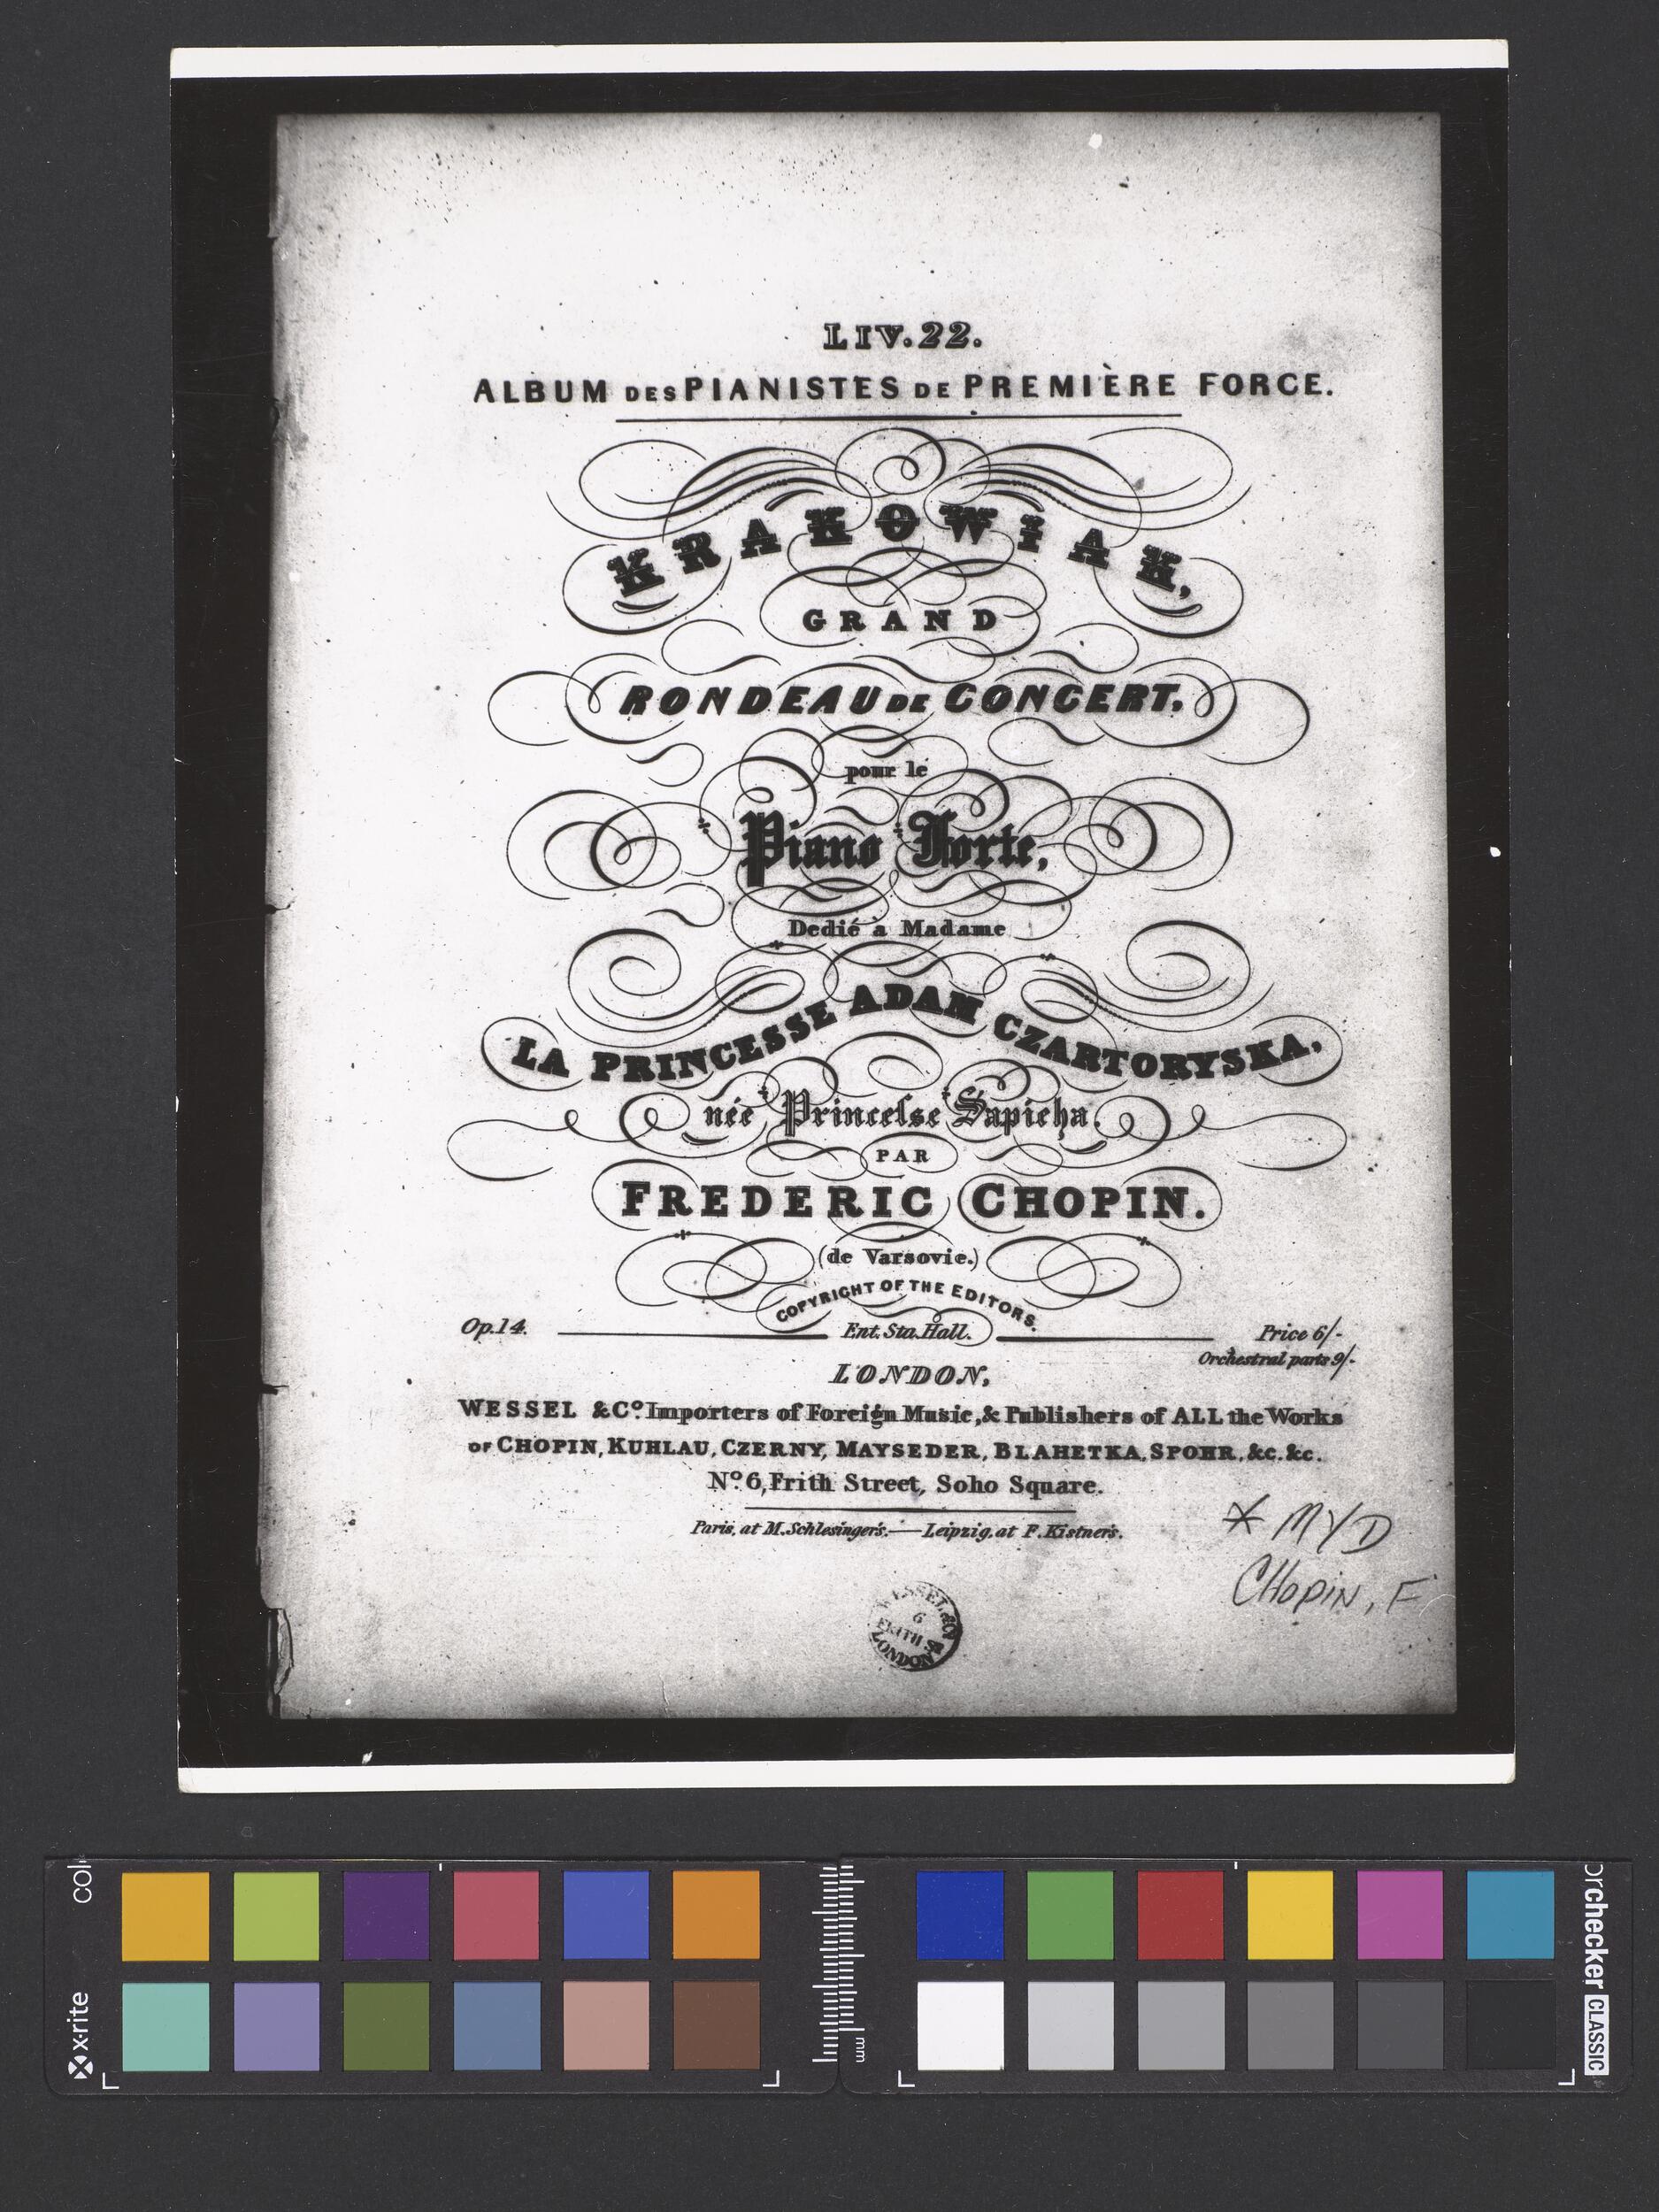 LIV. 22.
ALBUM DES PIANISTES DE PREMIÈRE FORCE.
KRAKOWIAK,
GRAND
RONDEAU DE CONCERT,
pour le
Piano Forte,
Dedié à Madame
LA PRINCESSE ADAM CZARTORYSKA,
née Princeſse Sapieha.
PAR
FREDERIC CHOPIN.
(de Varsovie.)
COPYRIGHT OF THE EDITORS.
Op.14. Ent. Sta. Hall. Price 6/-
Orchestral parts 9/-
LONDON,
WESSEL & Co. Importers of Foreign Music, & Publishers of ALL the Works
OF CHOPIN, KUHLAU, CZERNY, MAYSEDER, BLAHETKA, SPOHR, &c. &c.
No. 6, Frith Street, Soho Square.
Paris, at M. Schlesinger's. — Leipzig, at F. Kistner's.
* MYD
CHOPIN, F
WESSEL & Co
6
FRITH St
LONDON
x-rite
mm
CLASSIC